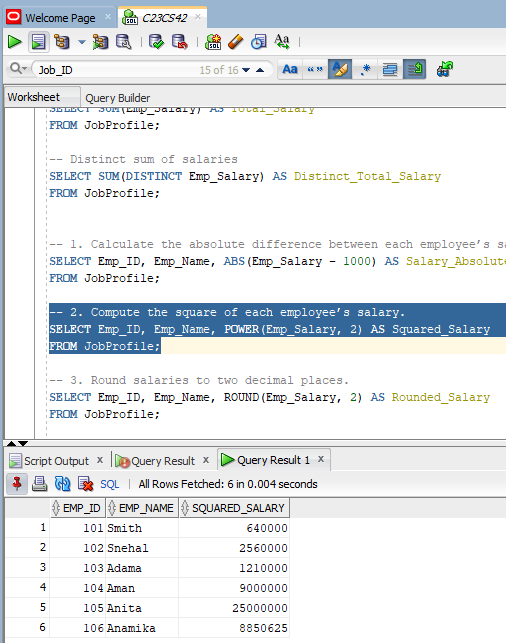 Welcome Page × C23CS42 ×
SQL Aa
Job_ID 15 of 16 Aa “ ” .*
Worksheet Query Builder
SELECT SUM(Emp_Salary) AS Total_Salary
FROM JobProfile;
-- Distinct sum of salaries
SELECT SUM(DISTINCT Emp_Salary) AS Distinct_Total_Salary
FROM JobProfile;
-- 1. Calculate the absolute difference between each employee’s sa
SELECT Emp_ID, Emp_Name, ABS(Emp_Salary - 1000) AS Salary_Absolute
FROM JobProfile;
-- 2. Compute the square of each employee’s salary.
SELECT Emp_ID, Emp_Name, POWER(Emp_Salary, 2) AS Squared_Salary
FROM JobProfile;
-- 3. Round salaries to two decimal places.
SELECT Emp_ID, Emp_Name, ROUND(Emp_Salary, 2) AS Rounded_Salary
FROM JobProfile;
Script Output × Query Result × Query Result 1 ×
SQL | All Rows Fetched: 6 in 0.004 seconds
EMP_ID EMP_NAME SQUARED_SALARY
1 101 Smith 640000
2 102 Snehal 2560000
3 103 Adama 1210000
4 104 Aman 9000000
5 105 Anita 25000000
6 106 Anamika 8850625